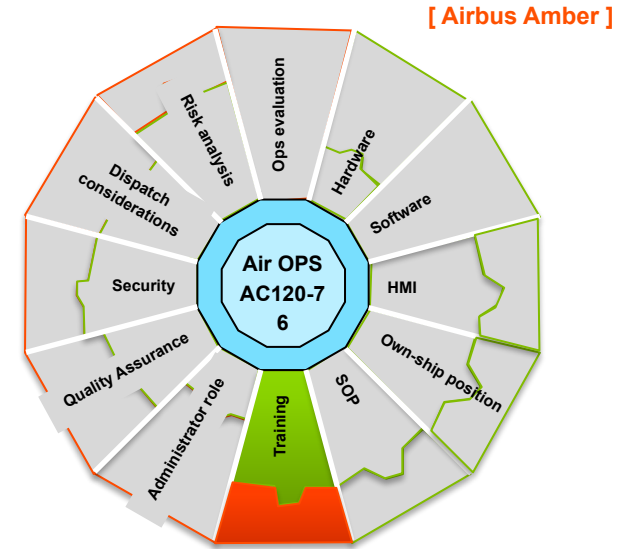 [ Airbus Amber ]
Ops evaluation
Hardware
Software
HMI
Own-ship position
SOP
Training
Administrator role
Quality Assurance
Security
Dispatch
considerations
Risk analysis
Air OPS
AC120-7
6